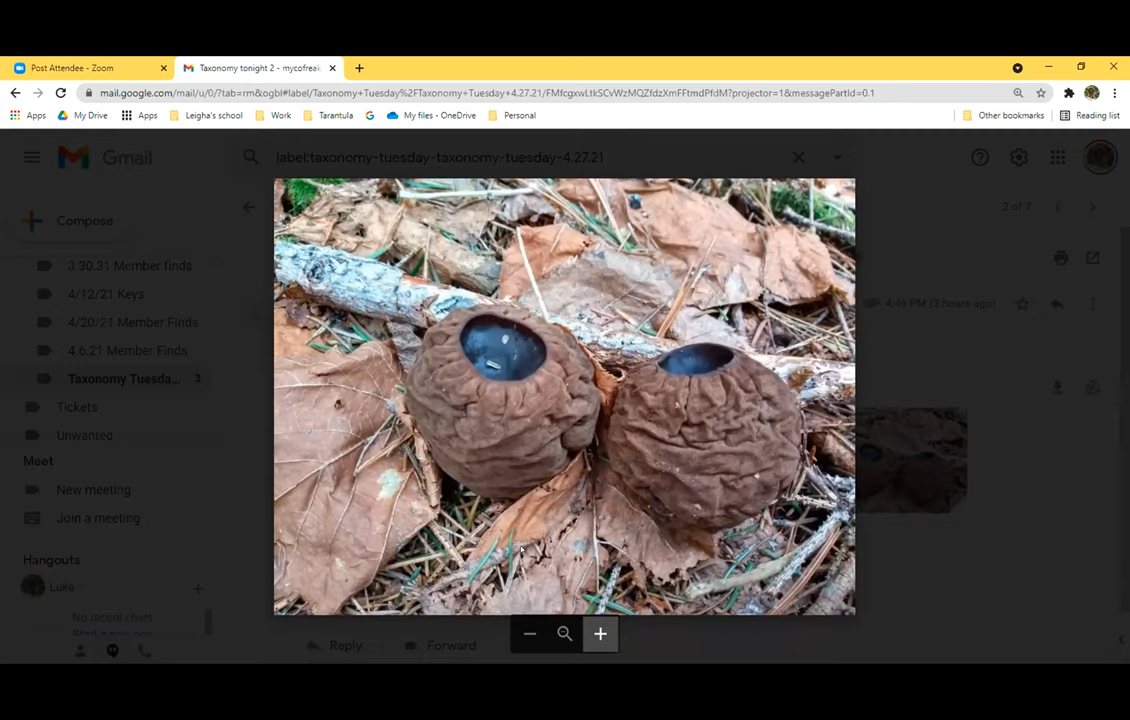 Post Attendee - Zoom
Taxonomy tonight 2 - mycofreak
mail.google.com/mail/u/0/?tab=rm&ogbl#label/Taxonomy+Tuesday%2FTaxonomy+Tuesday+4.27.21/FMfcgxwLtkSCvWzMQZfdzXmFFtmdPfdM?projector=1&messagePartId=0.1
Apps My Drive Apps Leigha's school Work Tarantula My files - OneDrive Personal Other bookmarks Reading list
Gmail
label:taxonomy-tuesday-taxonomy-tuesday-4.27.21
Compose
2 of 7
3.30.31 Member finds
4/12/21 Keys
4:46 PM (3 hours ago)
4/20/21 Member Finds
4.6.21 Member Finds
Taxonomy Tuesda... 3
Tickets
Unwanted
Meet
New meeting
Join a meeting
Hangouts
Luke
No recent chats
Start a new one
Reply Forward